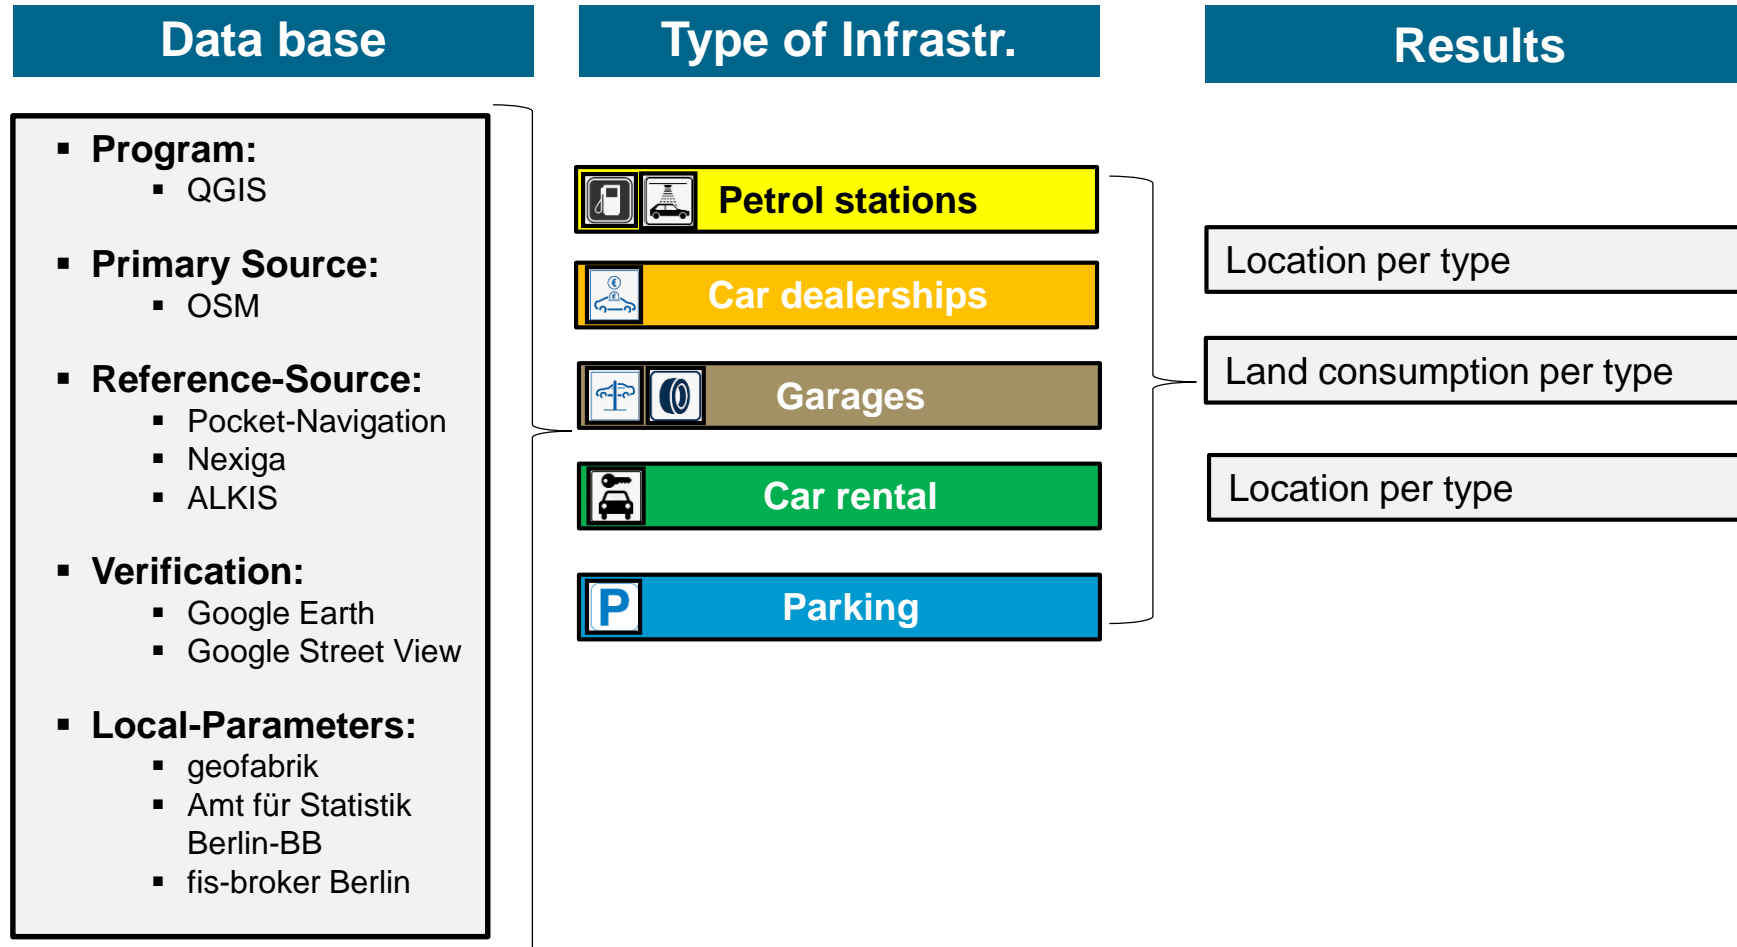 Data base
Type of Infrastr.
Results
▪ Program:
▪ QGIS
▪ Primary Source:
▪ OSM
▪ Reference-Source:
▪ Pocket-Navigation
▪ Nexiga
▪ ALKIS
▪ Verification:
▪ Google Earth
▪ Google Street View
▪ Local-Parameters:
▪ geofabrik
▪ Amt für Statistik
Berlin-BB
▪ fis-broker Berlin
Petrol stations
€
€
Car dealerships
Garages
Car rental
P
Parking
Location per type
Land consumption per type
Location per type